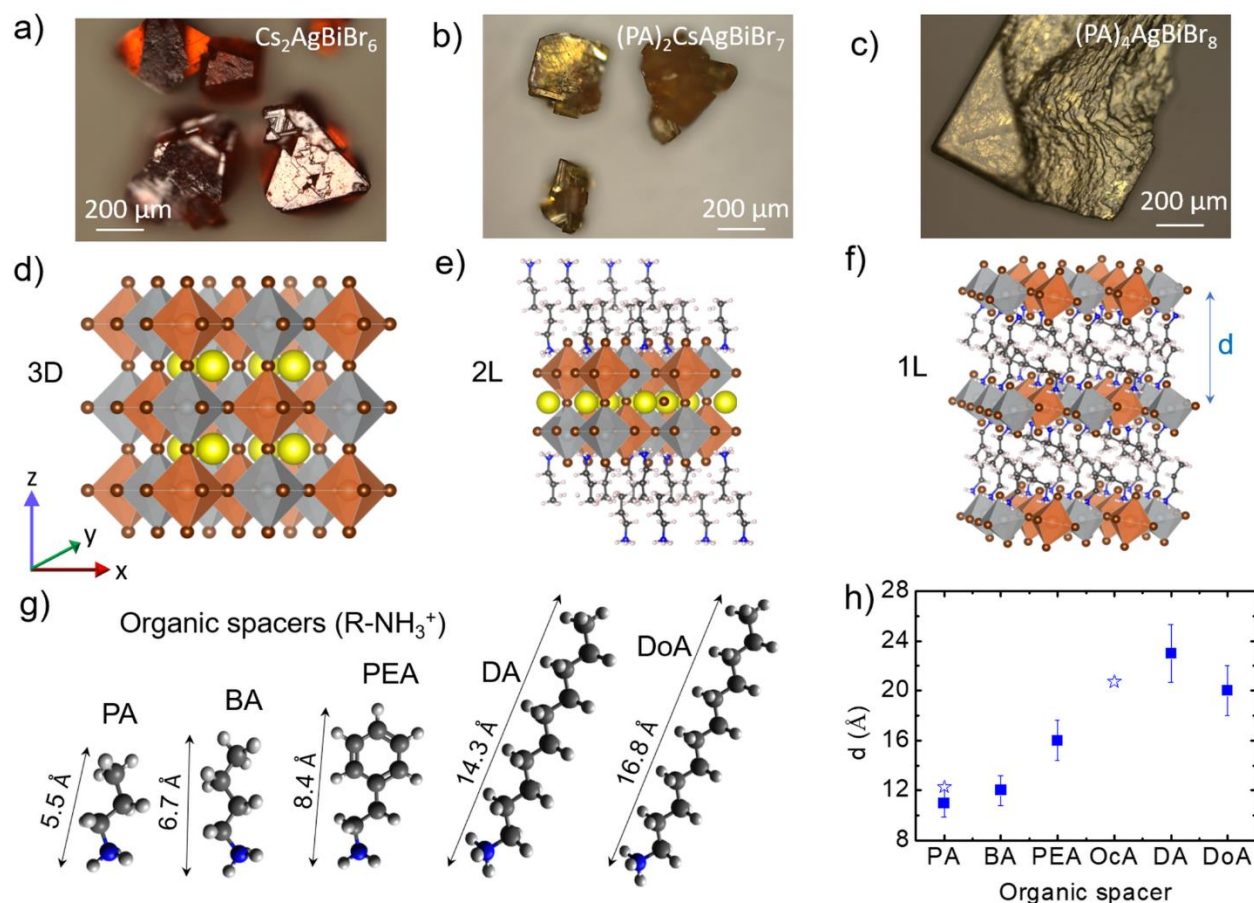 a)
Cs₂AgBiBr₆
200 µm
b)
(PA)₂CsAgBiBr₇
200 µm
c)
(PA)₄AgBiBr₈
200 µm
d)
3D
z
y
x
e)
2L
f)
1L
d
g)
Organic spacers (R-NH₃⁺)
PA
5.5 Å
BA
6.7 Å
PEA
8.4 Å
DA
14.3 Å
DoA
16.8 Å
h)
28
24
20
16
12
8
d (Å)
PA BA PEA OcA DA DoA
Organic spacer